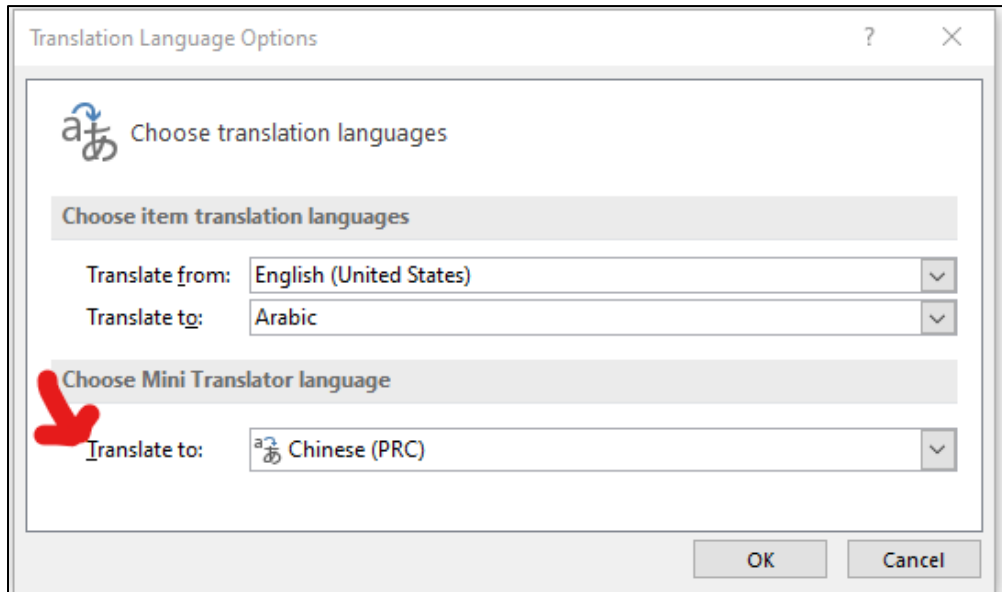 Translation Language Options ?
Choose translation languages
Choose item translation languages
Translate from: English (United States)
Translate to: Arabic
Choose Mini Translator language
Translate to: Chinese (PRC)
OK Cancel